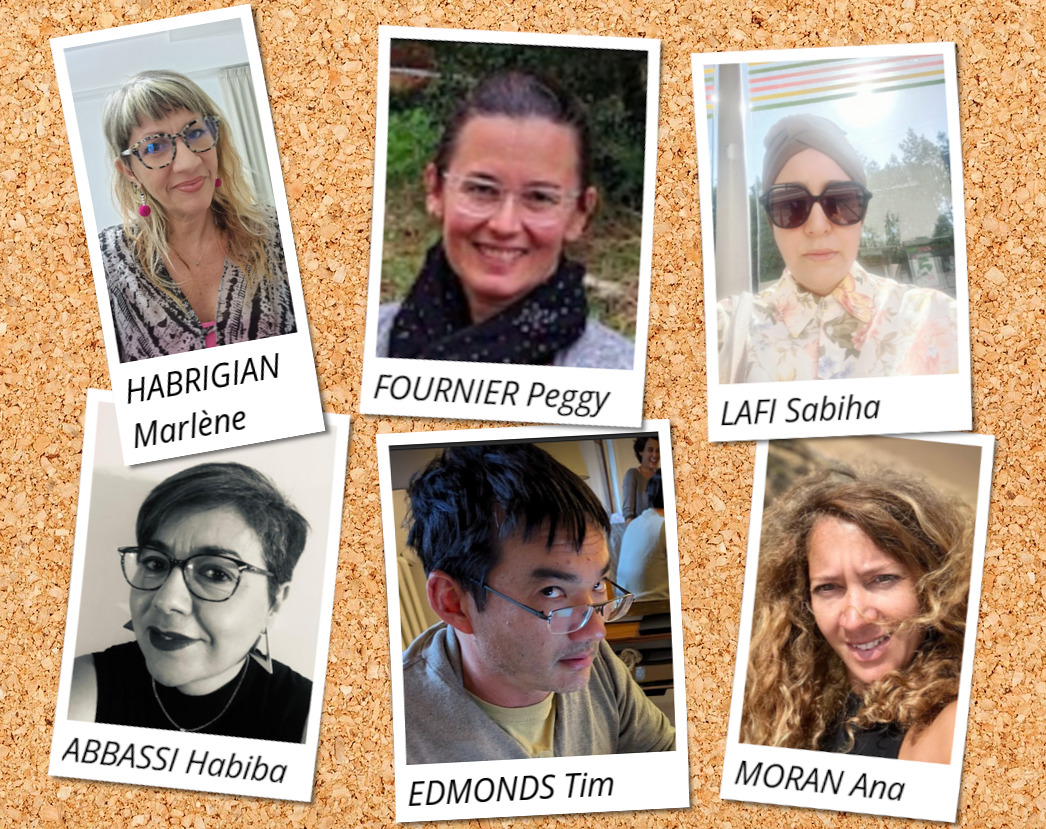 HABRIGIAN
Marlène
FOURNIER Peggy
LAFI Sabiha
ABBASSI Habiba
EDMONDS Tim
MORAN Ana